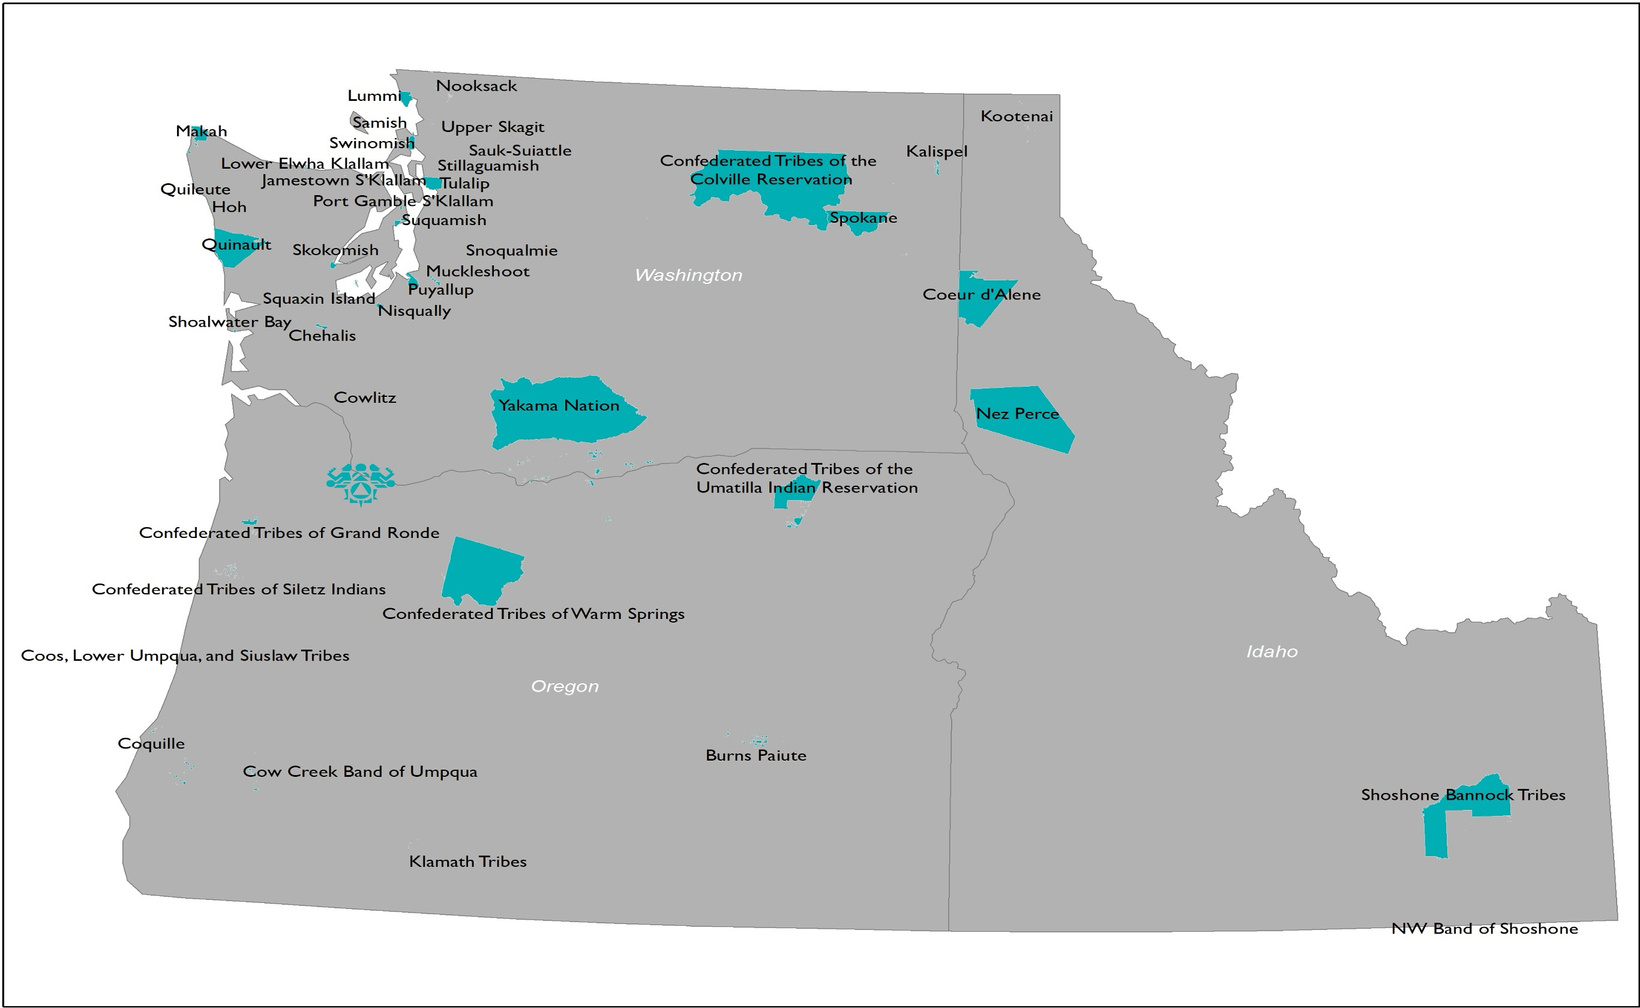 Nooksack
Lummi
Kootenai
Samish
Upper Skagit
Makah
Swinomish
Sauk-Suiattle
Kalispel
Confederated Tribes of the
Colville Reservation
Lower Elwha Klallam
Stillaguamish
Jamestown S'Klallam
Tulalip
Quileute
Port Gamble S'Klallam
Hoh
Suquamish
Spokane
Quinault
Skokomish
Snoqualmie
Muckleshoot
Washington
Puyallup
Coeur d'Alene
Squaxin Island
Nisqually
Shoalwater Bay
Chehalis
Cowlitz
Yakama Nation
Nez Perce
Confederated Tribes of the
Umatilla Indian Reservation
Confederated Tribes of Grand Ronde
Confederated Tribes of Siletz Indians
Confederated Tribes of Warm Springs
Coos, Lower Umpqua, and Siuslaw Tribes
Idaho
Oregon
Coquille
Burns Paiute
Cow Creek Band of Umpqua
Shoshone Bannock Tribes
Klamath Tribes
NW Band of Shoshone